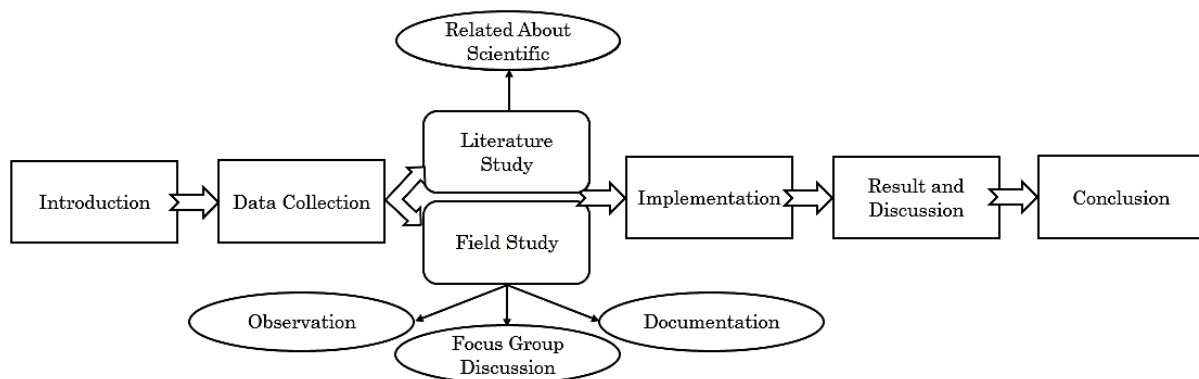 Related About
Scientific
Literature
Study
Introduction
Data Collection
Implementation
Result and
Discussion
Conclusion
Field Study
Observation
Focus Group
Discussion
Documentation